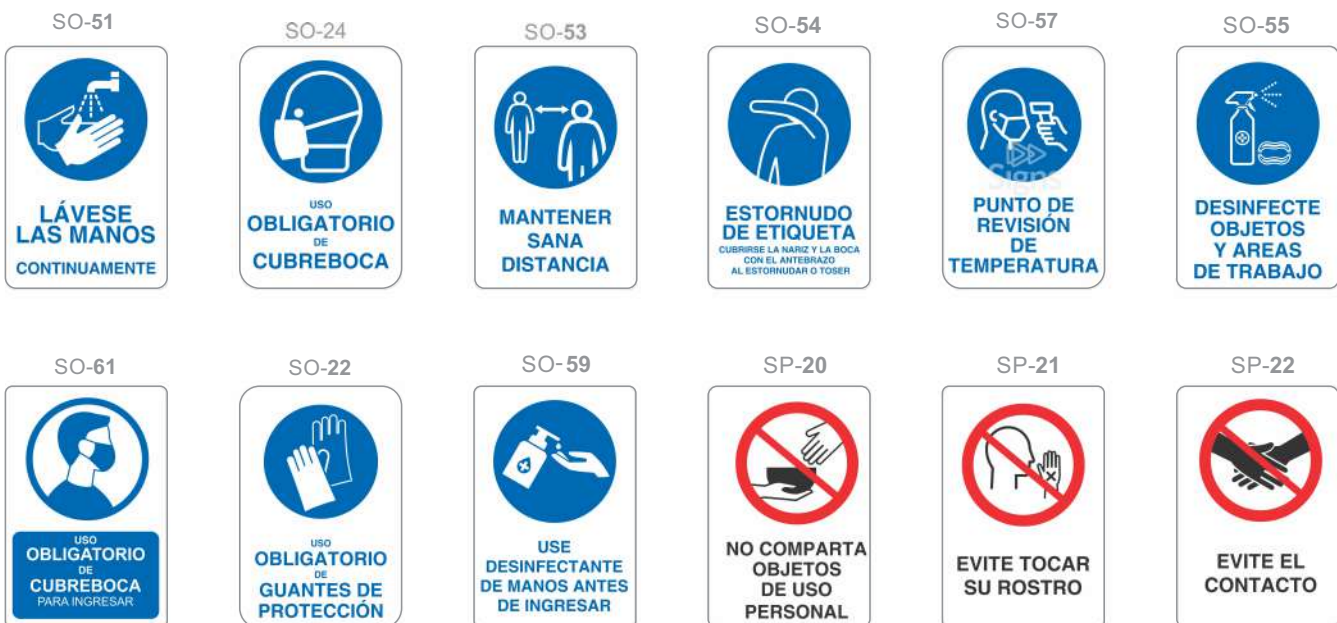 SO-51
SO-24
SO-53
SO-54
SO-57
SO-55
LÁVESE
LAS MANOS
CONTINUAMENTE
USO
OBLIGATORIO
DE
CUBREBOCA
MANTENER
SANA
DISTANCIA
ESTORNUDO
DE ETIQUETA
CUBRIRSE LA NARIZ Y LA BOCA
CON EL ANTEBRAZO
AL ESTORNUDAR O TOSER
Signs
PUNTO DE
REVISIÓN
DE
TEMPERATURA
DESINFECTE
OBJETOS
Y AREAS
DE TRABAJO
SO-61
SO-22
SO-59
SP-20
SP-21
SP-22
USO
OBLIGATORIO
DE
CUBREBOCA
PARA INGRESAR
USO
OBLIGATORIO
DE
GUANTES DE
PROTECCIÓN
USE
DESINFECTANTE
DE MANOS ANTES
DE INGRESAR
NO COMPARTA
OBJETOS
DE USO
PERSONAL
EVITE TOCAR
SU ROSTRO
EVITE EL
CONTACTO